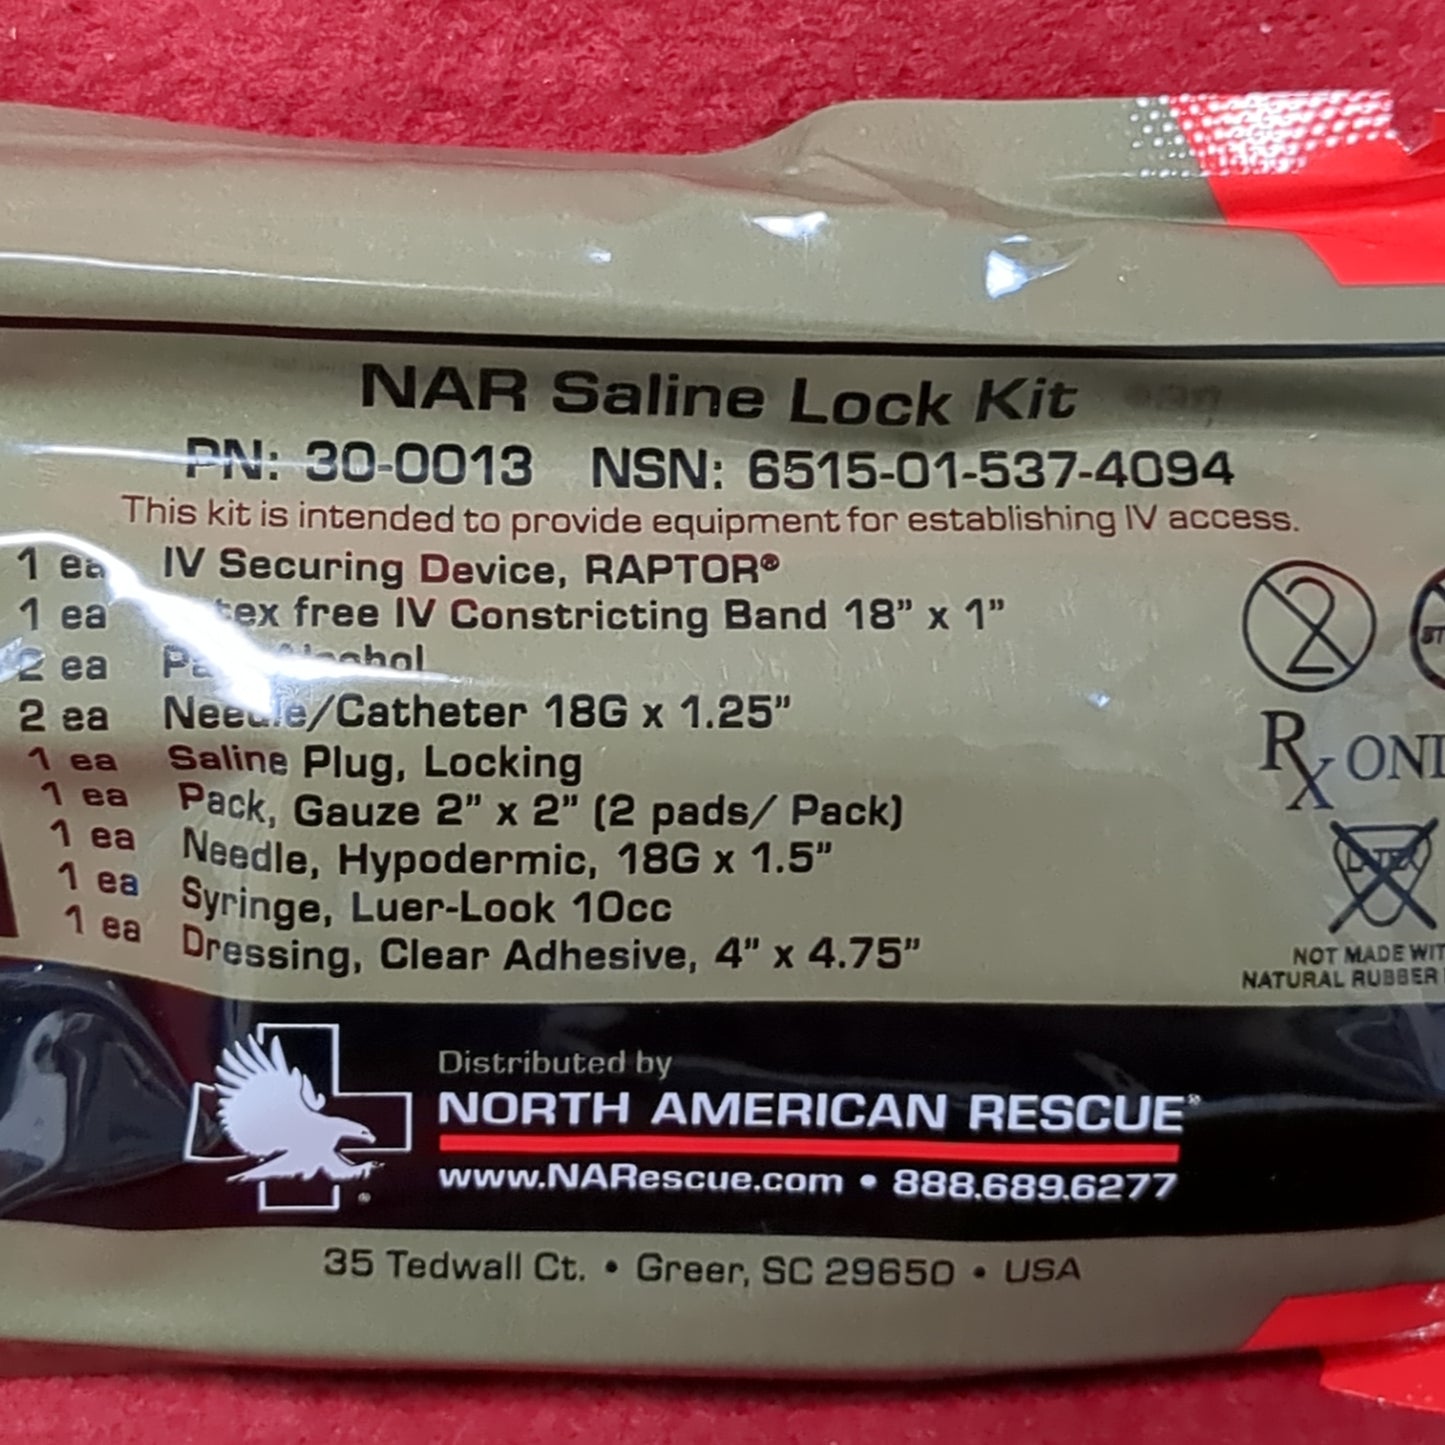 NAR Saline Lock Kit
PN: 30-0013 NSN: 6515-01-537-4094
This kit is intended to provide equipment for establishing IV access.
1 ea IV Securing Device, RAPTOR®
1 ea free IV Constricting Band 18” x 1”
2 ea
2 ea Needle/Catheter 18G x 1.25”
1 ea Saline Plug, Locking
1 ea Pack, Gauze 2” x 2” (2 pads/ Pack)
1 ea Needle, Hypodermic, 18G x 1.5”
1 ea Syringe, Luer-Look 10cc
1 ea Dressing, Clear Adhesive, 4” x 4.75”
2
Rx
LATEX
NOT MADE
NATURAL RUBBER
Distributed by
NORTH AMERICAN RESCUE®
www.NARescue.com • 888.689.6277
®
35 Tedwall Ct. • Greer, SC 29650 • USA